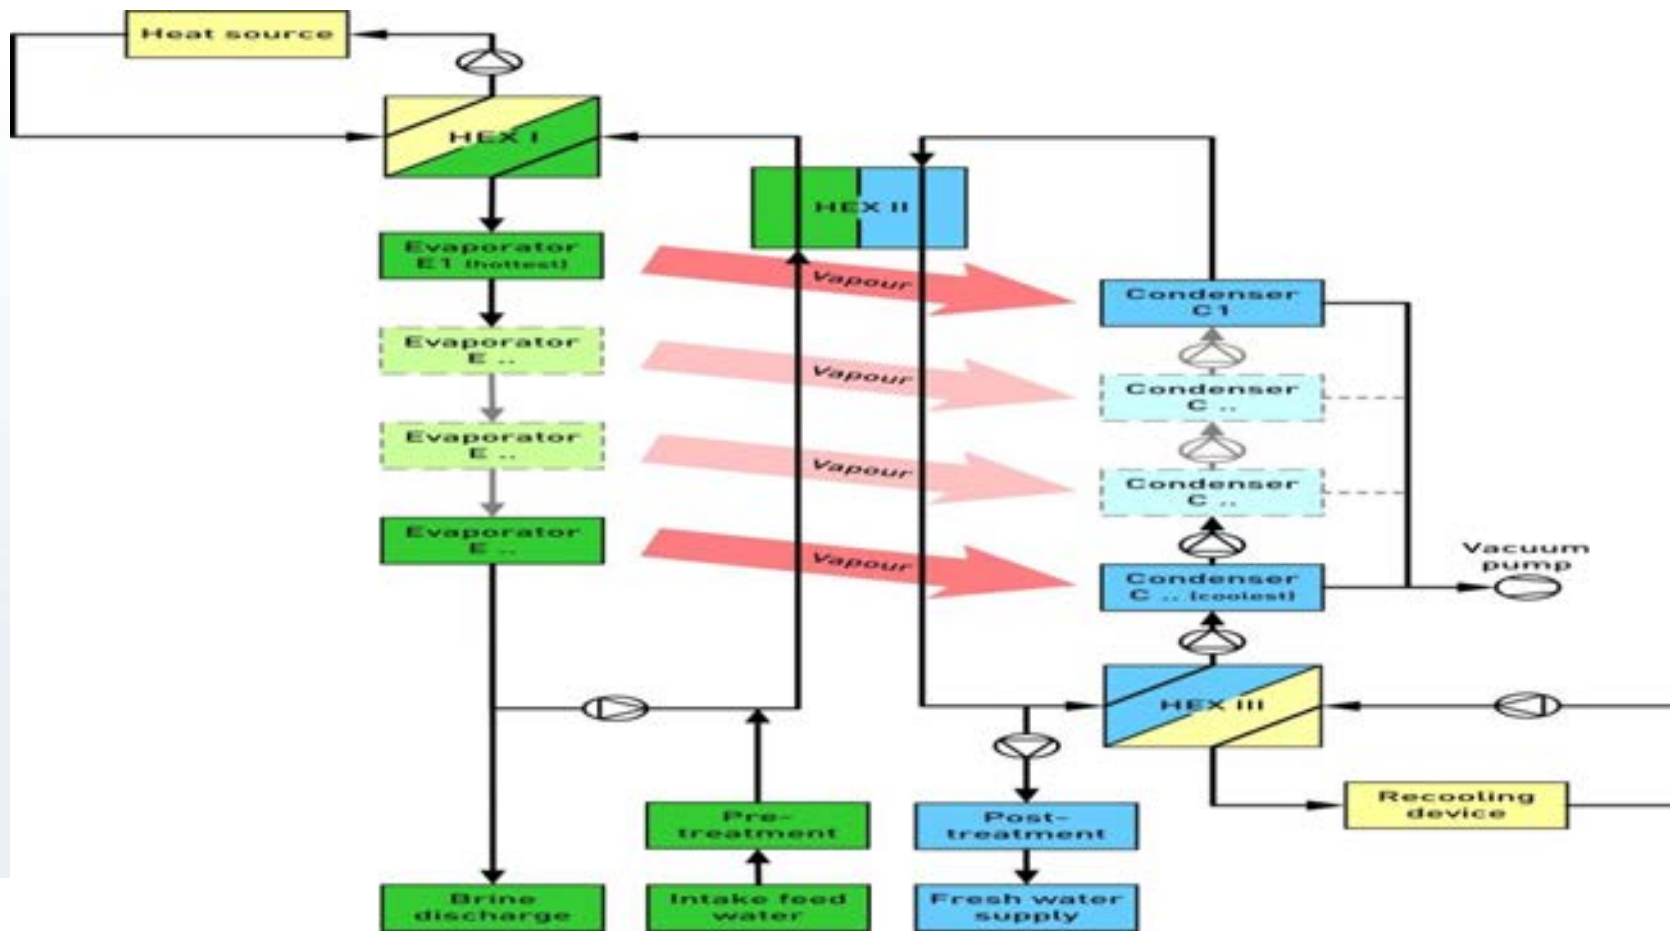 Heat source
HEX I
HEX II
Evaporator
E1 (hottest)
Vapour
Condenser
C1
Evaporator
E ..
Vapour
Condenser
C ..
Evaporator
E ..
Vapour
Condenser
C ..
Evaporator
E ..
Vapour
Condenser
C .. (coolest)
Vacuum
pump
HEX III
Recooling
device
Pre-
treatment
Post-
treatment
Brine
discharge
Intake feed
water
Fresh water
supply